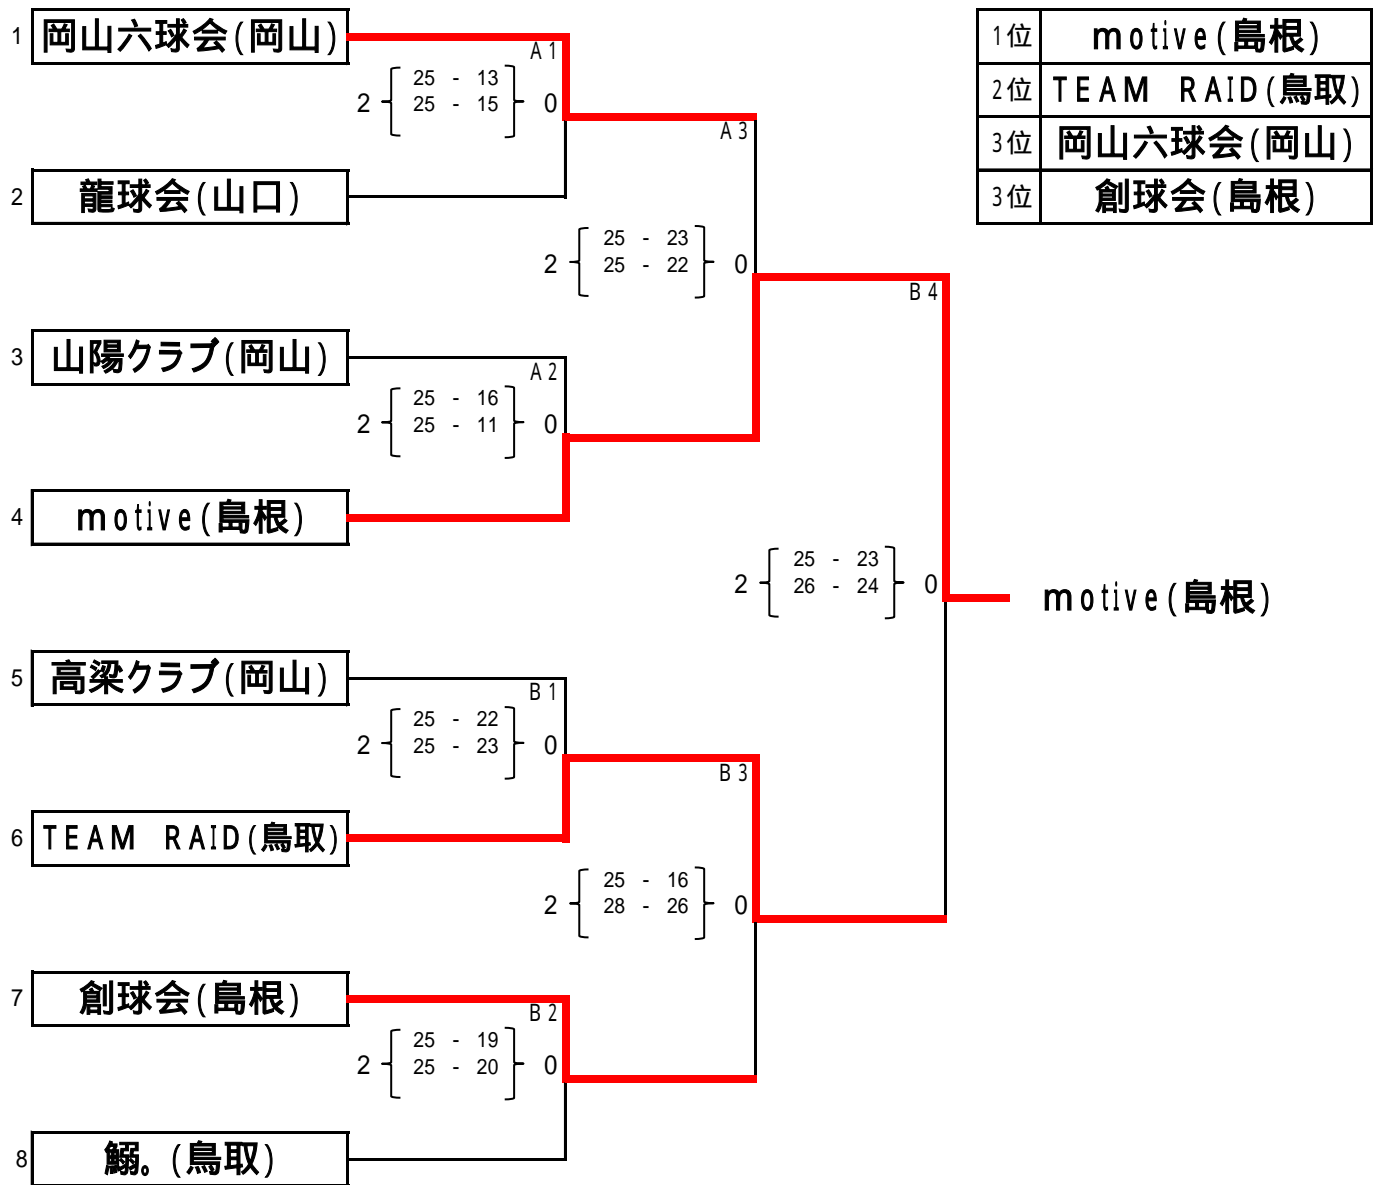 1 岡山六球会(岡山)
A1
2 25 - 13 0
25 - 15
2 龍球会(山口)
A3
2 25 - 23 0
25 - 22
3 山陽クラブ(岡山)
A2
2 25 - 16 0
25 - 11
4 motive(島根)
B4
2 25 - 23 0
26 - 24
motive(島根)
5 高梁クラブ(岡山)
B1
2 25 - 22 0
25 - 23
6 TEAM RAID(鳥取)
B3
2 25 - 16 0
28 - 26
7 創球会(島根)
B2
2 25 - 19 0
25 - 20
8 鰯。(鳥取)
1位 motive(島根)
2位 TEAM RAID(鳥取)
3位 岡山六球会(岡山)
3位 創球会(島根)